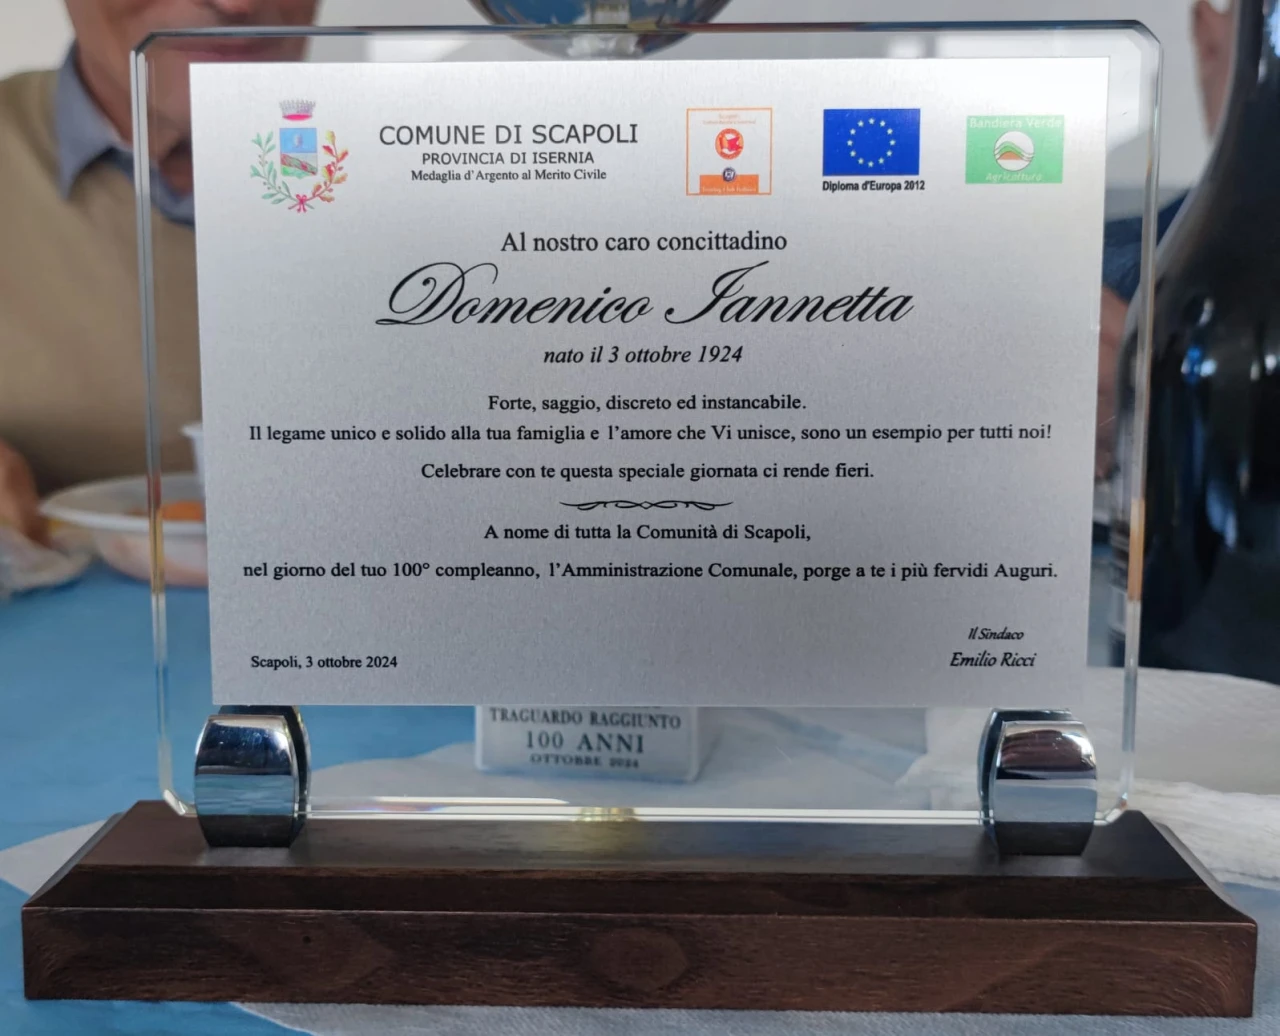 COMUNE DI SCAPOLI
PROVINCIA DI ISERNIA
Medaglia d'Argento al Merito Civile
Diploma d'Europa 2012
Bandiera Verde
Agricoltura
Al nostro caro concittadino
Domenico Iannetta
nato il 3 ottobre 1924
Forte, saggio, discreto ed instancabile.
Il legame unico e solido alla tua famiglia e l'amore che Vi unisce, sono un esempio per tutti noi!
Celebrare con te questa speciale giornata ci rende fieri.
A nome di tutta la Comunità di Scapoli,
nel giorno del tuo 100° compleanno, l'Amministrazione Comunale, porge a te i più fervidi Auguri.
Il Sindaco
Emilio Ricci
Scapoli, 3 ottobre 2024
TRAGUARDO RAGGIUNTO
100 ANNI
OTTOBRE 2024